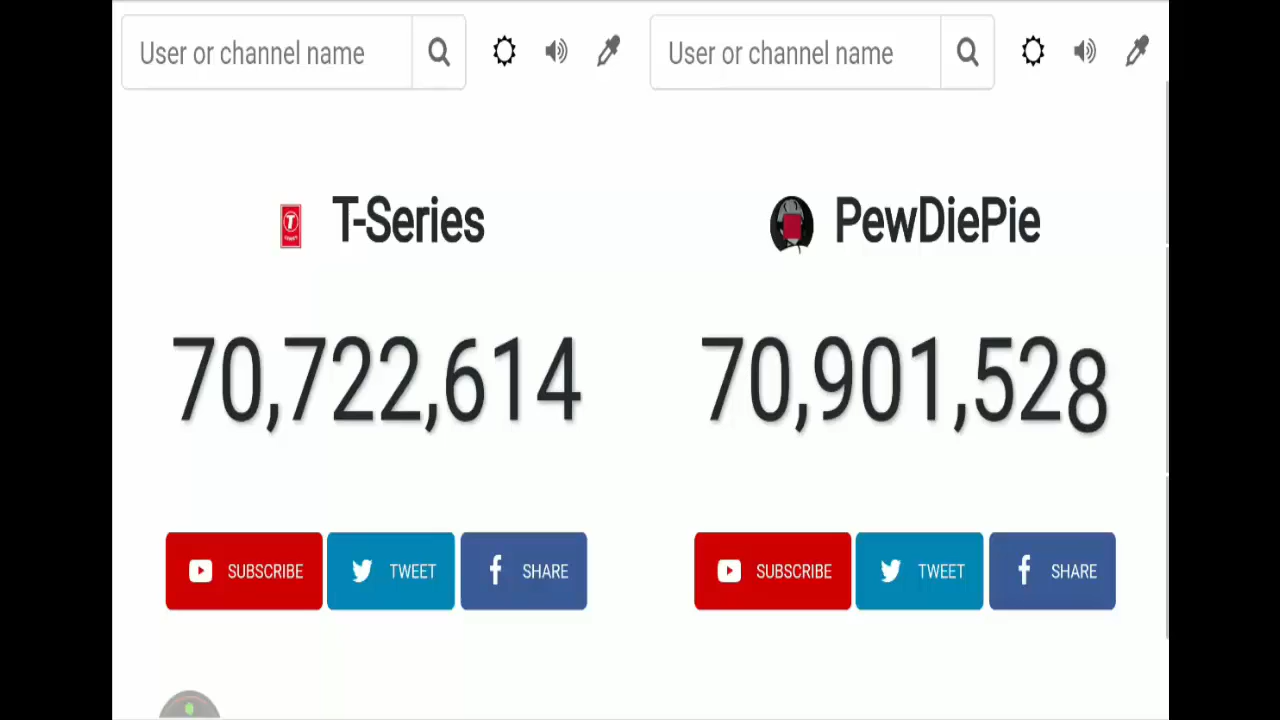 User or channel name User or channel name
T-Series PewDiePie
70,722,614 70,901,528
SUBSCRIBE TWEET SHARE SUBSCRIBE TWEET SHARE